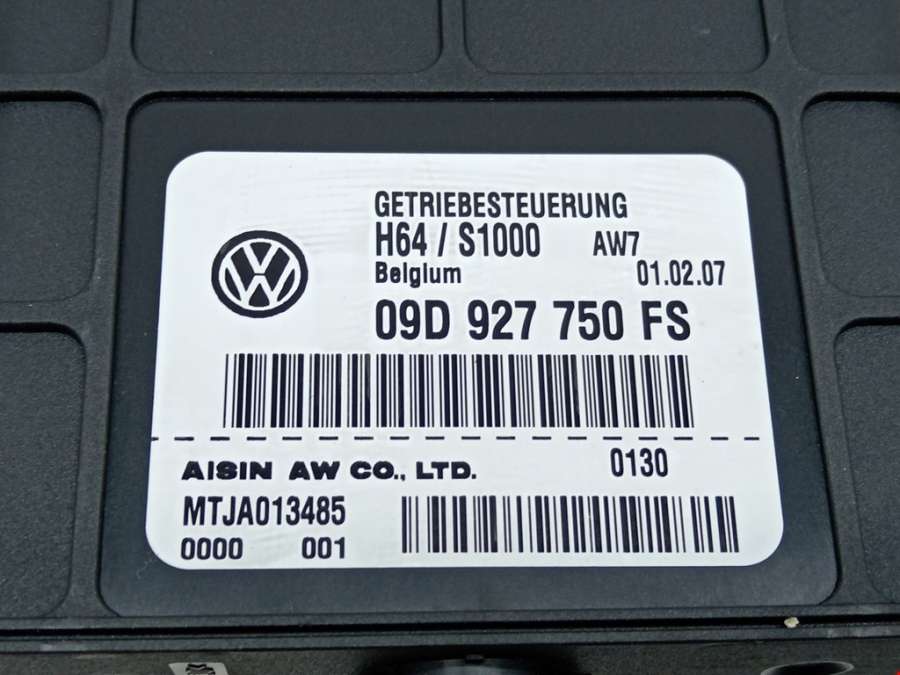 GETRIEBESTEUERUNG
H64 / S1000 AW7
Belgium 01.02.07
09D 927 750 FS
AISIN AW CO., LTD. 0130
MTJA013485
0000 001